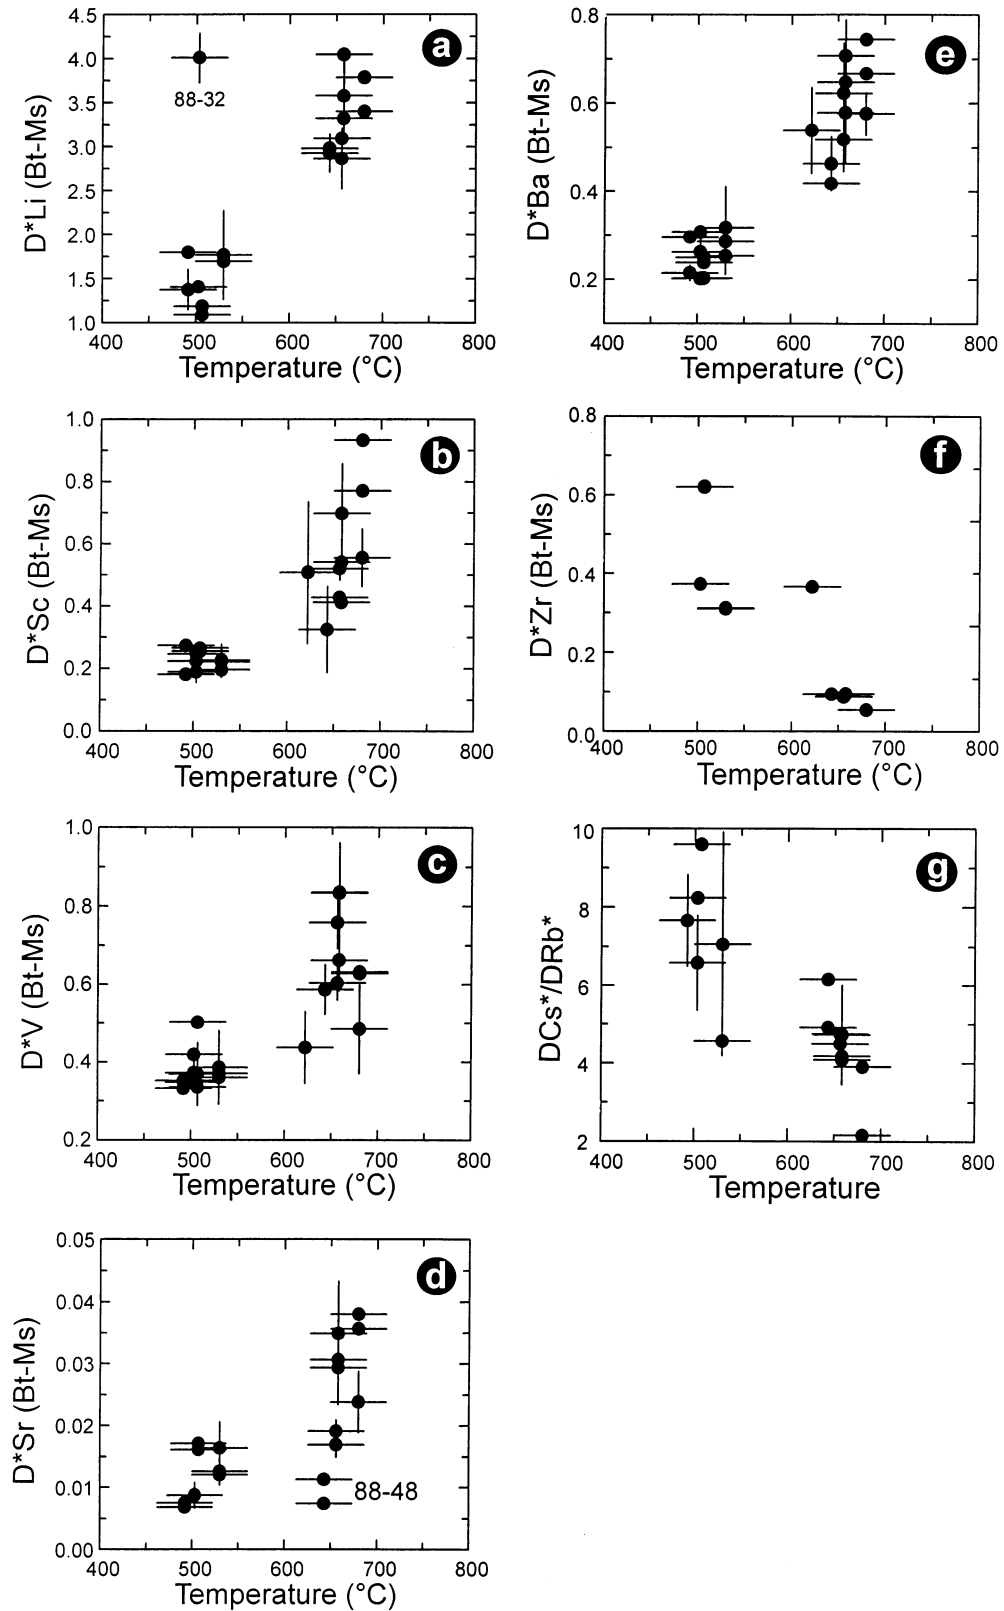 4.5
4.0
3.5
3.0
2.5
2.0
1.5
1.0
D*Li (Bt-Ms)
a
88-32
400 500 600 700 800
Temperature (°C)
0.8
0.6
0.4
0.2
D*Ba (Bt-Ms)
e
400 500 600 700 800
Temperature (°C)
1.0
0.8
0.6
0.4
0.2
0.0
D*Sc (Bt-Ms)
b
400 500 600 700 800
Temperature (°C)
0.8
0.6
0.4
0.2
0.0
D*Zr (Bt-Ms)
f
400 500 600 700 800
Temperature (°C)
1.0
0.8
0.6
0.4
0.2
D*V (Bt-Ms)
c
400 500 600 700 800
Temperature (°C)
10
8
6
4
2
DCs*/DRb*
g
400 500 600 700 800
Temperature
0.05
0.04
0.03
0.02
0.01
0.00
D*Sr (Bt-Ms)
d
88-48
400 500 600 700 800
Temperature (°C)